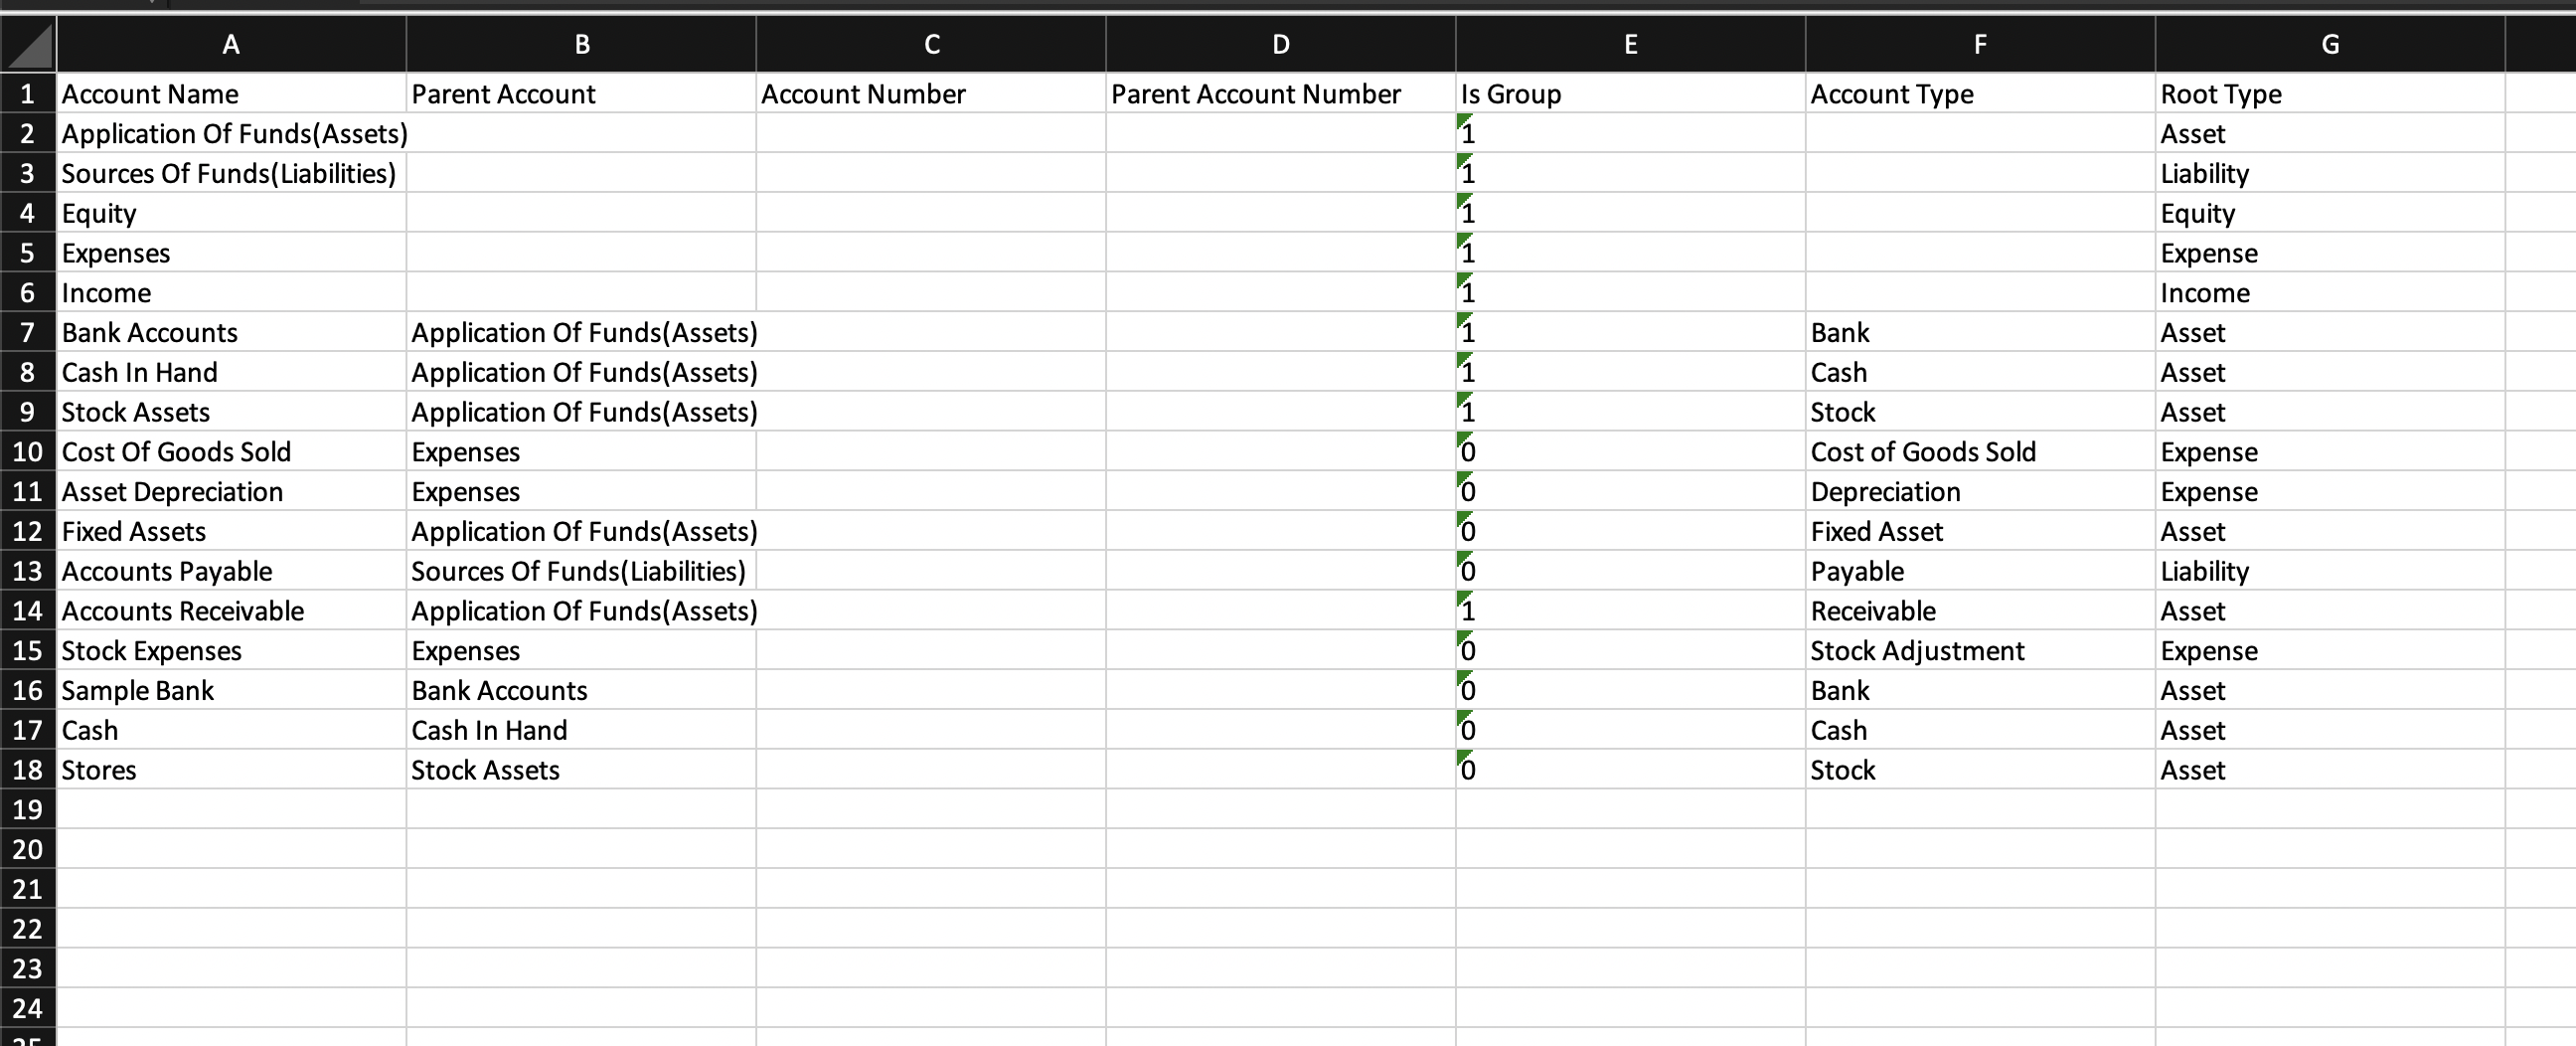 A B C D E F G
1 Account Name Parent Account Account Number Parent Account Number Is Group Account Type Root Type
2 Application Of Funds(Assets) 1 Asset
3 Sources Of Funds(Liabilities) 1 Liability
4 Equity 1 Equity
5 Expenses 1 Expense
6 Income 1 Income
7 Bank Accounts Application Of Funds(Assets) 1 Bank Asset
8 Cash In Hand Application Of Funds(Assets) 1 Cash Asset
9 Stock Assets Application Of Funds(Assets) 1 Stock Asset
10 Cost Of Goods Sold Expenses 0 Cost of Goods Sold Expense
11 Asset Depreciation Expenses 0 Depreciation Expense
12 Fixed Assets Application Of Funds(Assets) 0 Fixed Asset Asset
13 Accounts Payable Sources Of Funds(Liabilities) 0 Payable Liability
14 Accounts Receivable Application Of Funds(Assets) 1 Receivable Asset
15 Stock Expenses Expenses 0 Stock Adjustment Expense
16 Sample Bank Bank Accounts 0 Bank Asset
17 Cash Cash In Hand 0 Cash Asset
18 Stores Stock Assets 0 Stock Asset
19
20
21
22
23
24
25